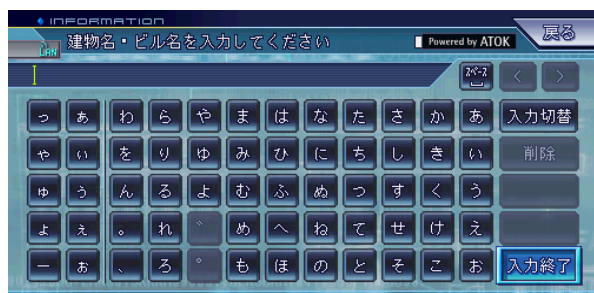 INFORMATION
LAN 建物名・ビル名を入力してください Powered by ATOK 戻る
スペース < >
っ ぁ わ ら や ま は な た さ か あ 入力切替
ゃ ぃ を り ゆ み ひ に ち し き い 削除
ゅ ぅ ん る よ む ふ ぬ つ す く う
ょ ぇ 。 れ ゛ め へ ね て せ け え
ー ぉ 、 ろ ゜ も ほ の と そ こ お 入力終了